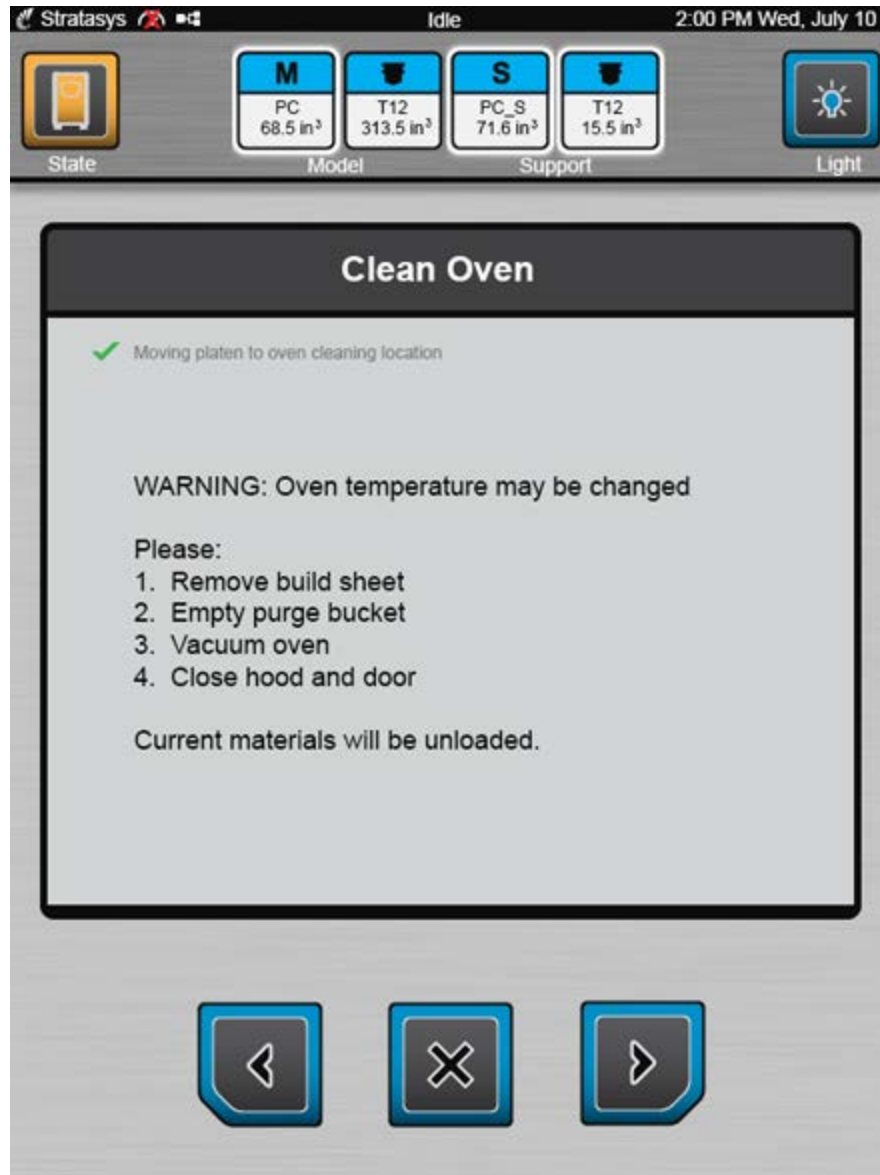 Stratasys Idle 2:00 PM Wed, July 10
M T12 S T12
PC 313.5 in³ PC_S 15.5 in³
68.5 in³ 71.6 in³
State Model Support Light
Clean Oven
Moving platen to oven cleaning location
WARNING: Oven temperature may be changed
Please:
1. Remove build sheet
2. Empty purge bucket
3. Vacuum oven
4. Close hood and door
Current materials will be unloaded.